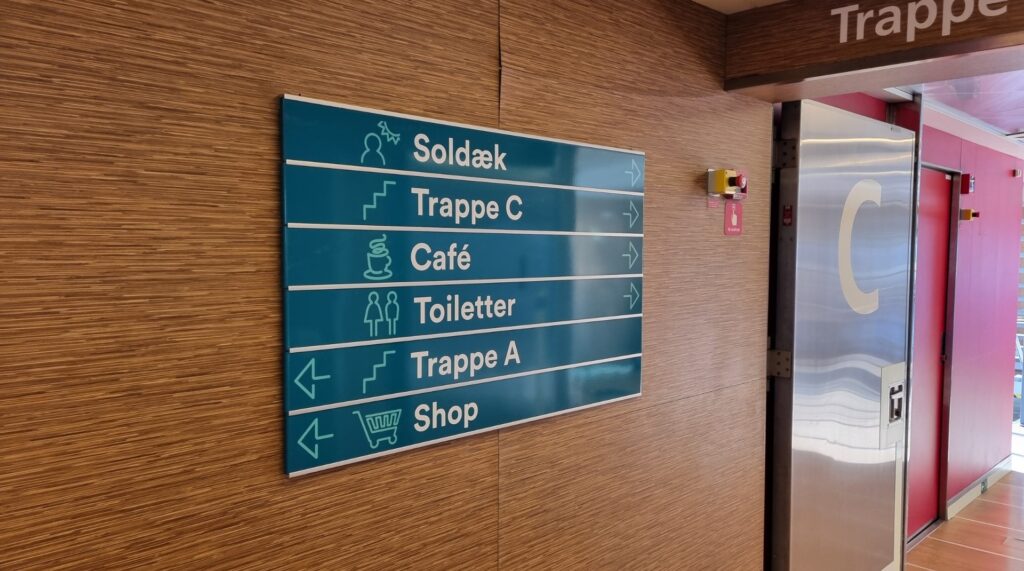 Trappe
Soldæk
Trappe C
Café
Toiletter
Trappe A
Shop
C